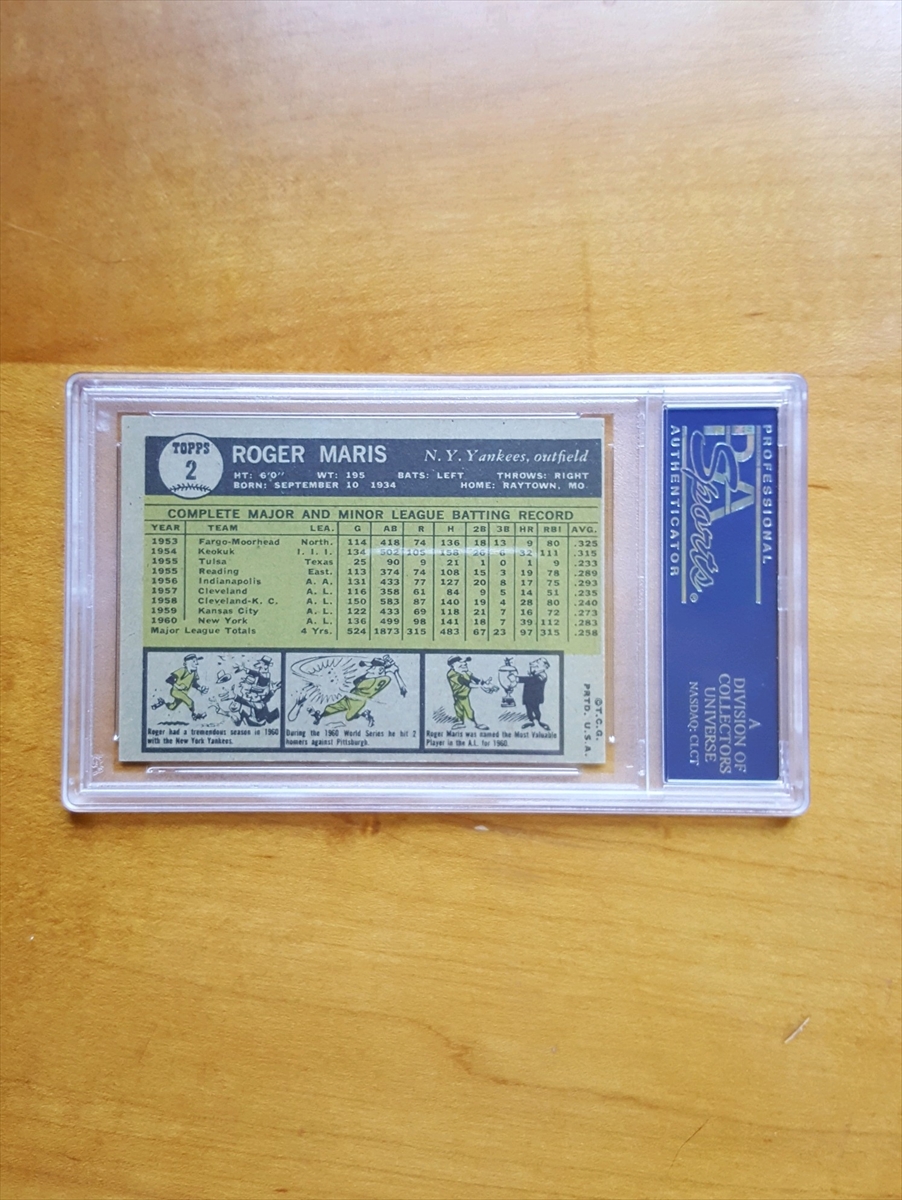 TOPPS
2
ROGER MARIS N. Y. Yankees, outfield
HT: 6'0" WT: 195 BATS: LEFT THROWS: RIGHT
BORN: SEPTEMBER 10 1934 HOME: RAYTOWN, MO.
COMPLETE MAJOR AND MINOR LEAGUE BATTING RECORD
YEAR TEAM LEA. G AB R H 2B 3B HR RBI AVG.
1953 Fargo-Moorhead North. 114 418 74 136 18 13 9 80 .325
1954 Keokuk I. I. I. 134 502 105 158 26 6 32 111 .315
1955 Tulsa Texas 25 90 9 21 1 0 1 9 .233
1955 Reading East. 113 374 74 108 15 3 19 78 .289
1956 Indianapolis A. A. 131 433 77 127 20 8 17 75 .293
1957 Cleveland A. L. 116 358 61 84 9 5 14 51 .235
1958 Cleveland-K. C. A. L. 150 583 87 140 19 4 28 80 .240
1959 Kansas City A. L. 122 433 69 118 21 7 16 72 .273
1960 New York A. L. 136 499 98 141 18 7 39 112 .283
Major League Totals 4 Yrs. 524 1873 315 483 67 23 97 315 .258
Roger had a tremendous season in 1960
with the New York Yankees.
During the 1960 World Series he hit 2
homers against Pittsburgh.
Roger Maris was named the Most Valuable
Player in the A.L. for 1960.
©T.C.G.
PRTD. U.S.A.
PROFESSIONAL
PSA
Sports®
AUTHENTICATOR
A
DIVISION OF
COLLECTORS
UNIVERSE
NASDAQ: CLCT